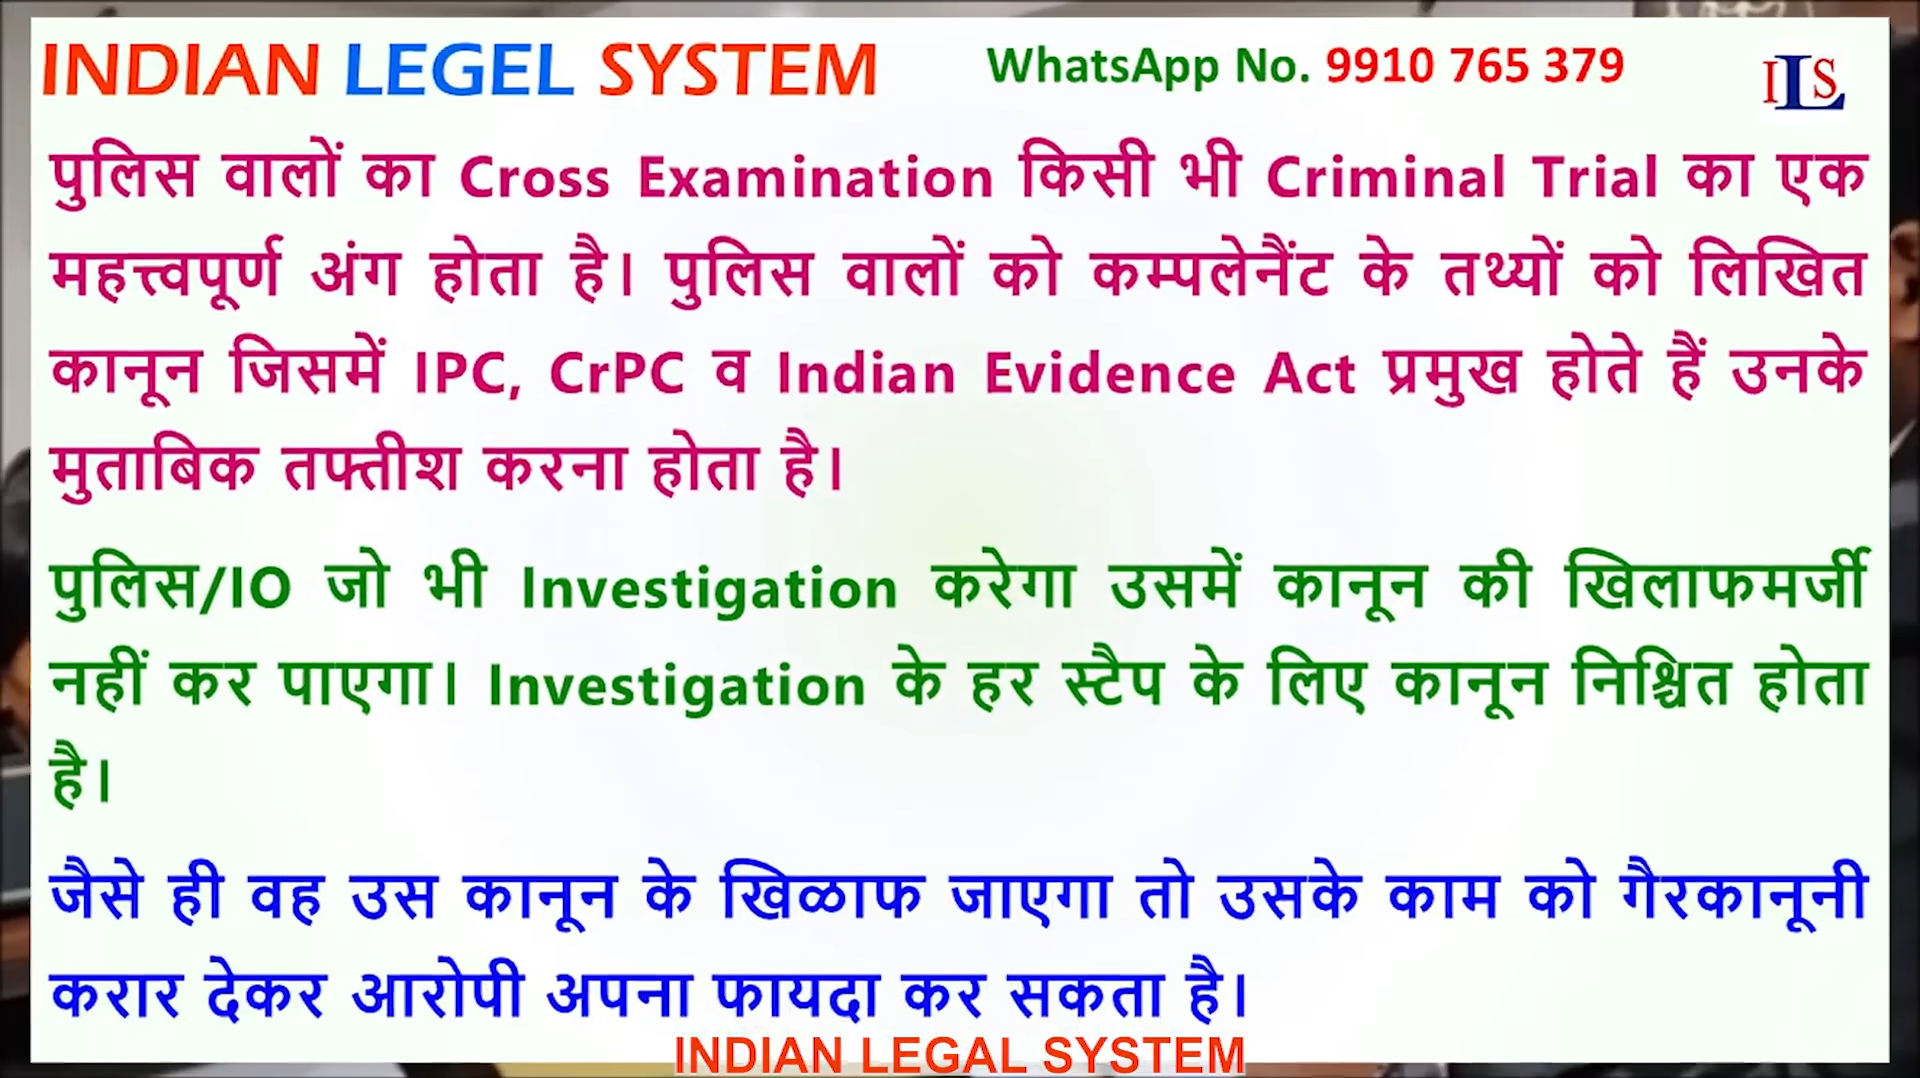 INDIAN LEGEL SYSTEM WhatsApp No. 9910 765 379 ILS
पुलिस वालों का Cross Examination किसी भी Criminal Trial का एक
महत्त्वपूर्ण अंग होता है। पुलिस वालों को कम्पलेनैंट के तथ्यों को लिखित
कानून जिसमें IPC, CrPC व Indian Evidence Act प्रमुख होते हैं उनके
मुताबिक तफ्तीश करना होता है।
पुलिस/IO जो भी Investigation करेगा उसमें कानून की खिलाफमर्जी
नहीं कर पाएगा। Investigation के हर स्टैप के लिए कानून निश्चित होता
है।
जैसे ही वह उस कानून के खिळाफ जाएगा तो उसके काम को गैरकानूनी
करार देकर आरोपी अपना फायदा कर सकता है।
INDIAN LEGAL SYSTEM